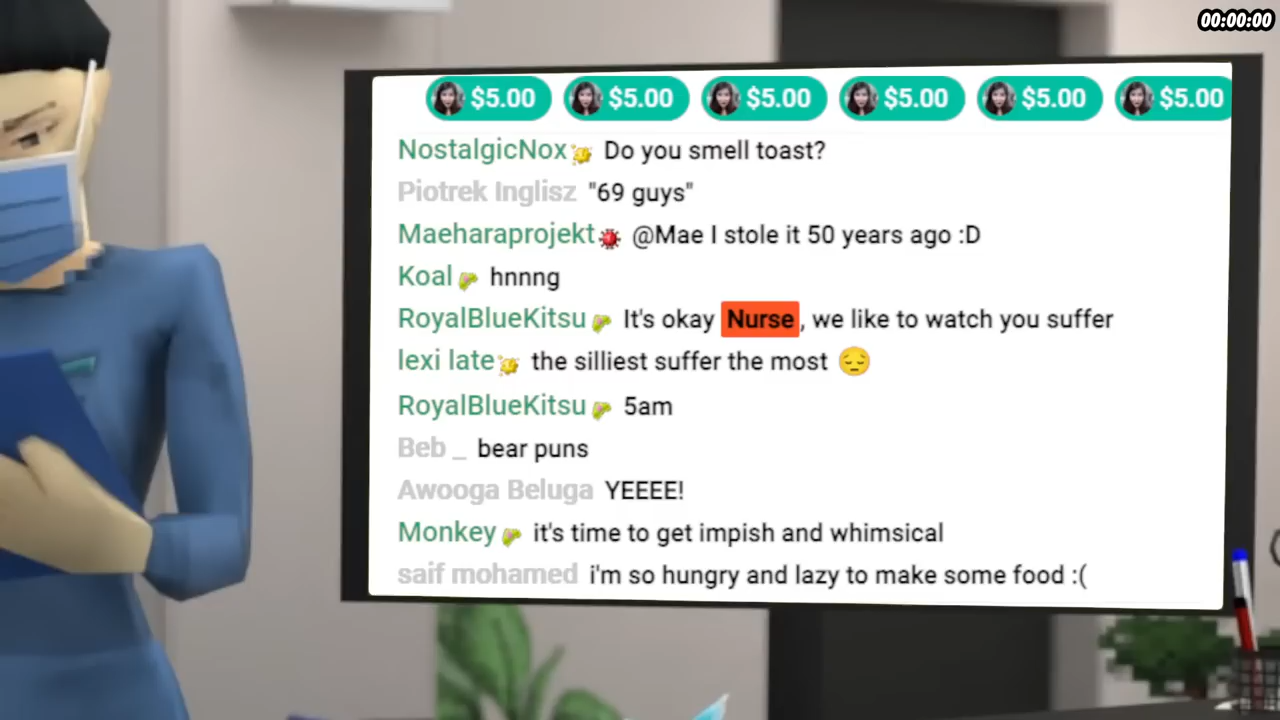 00:00:00
$5.00 $5.00 $5.00 $5.00 $5.00 $5.00
NostalgicNox Do you smell toast?
Piotrek Inglisz "69 guys"
Maeharaprojekt @Mae I stole it 50 years ago :D
Koal hnnng
RoyalBlueKitsu It's okay Nurse, we like to watch you suffer
lexi late the silliest suffer the most 😔
RoyalBlueKitsu 5am
Beb _ bear puns
Awooga Beluga YEEEE!
Monkey it's time to get impish and whimsical
saif mohamed i'm so hungry and lazy to make some food :(